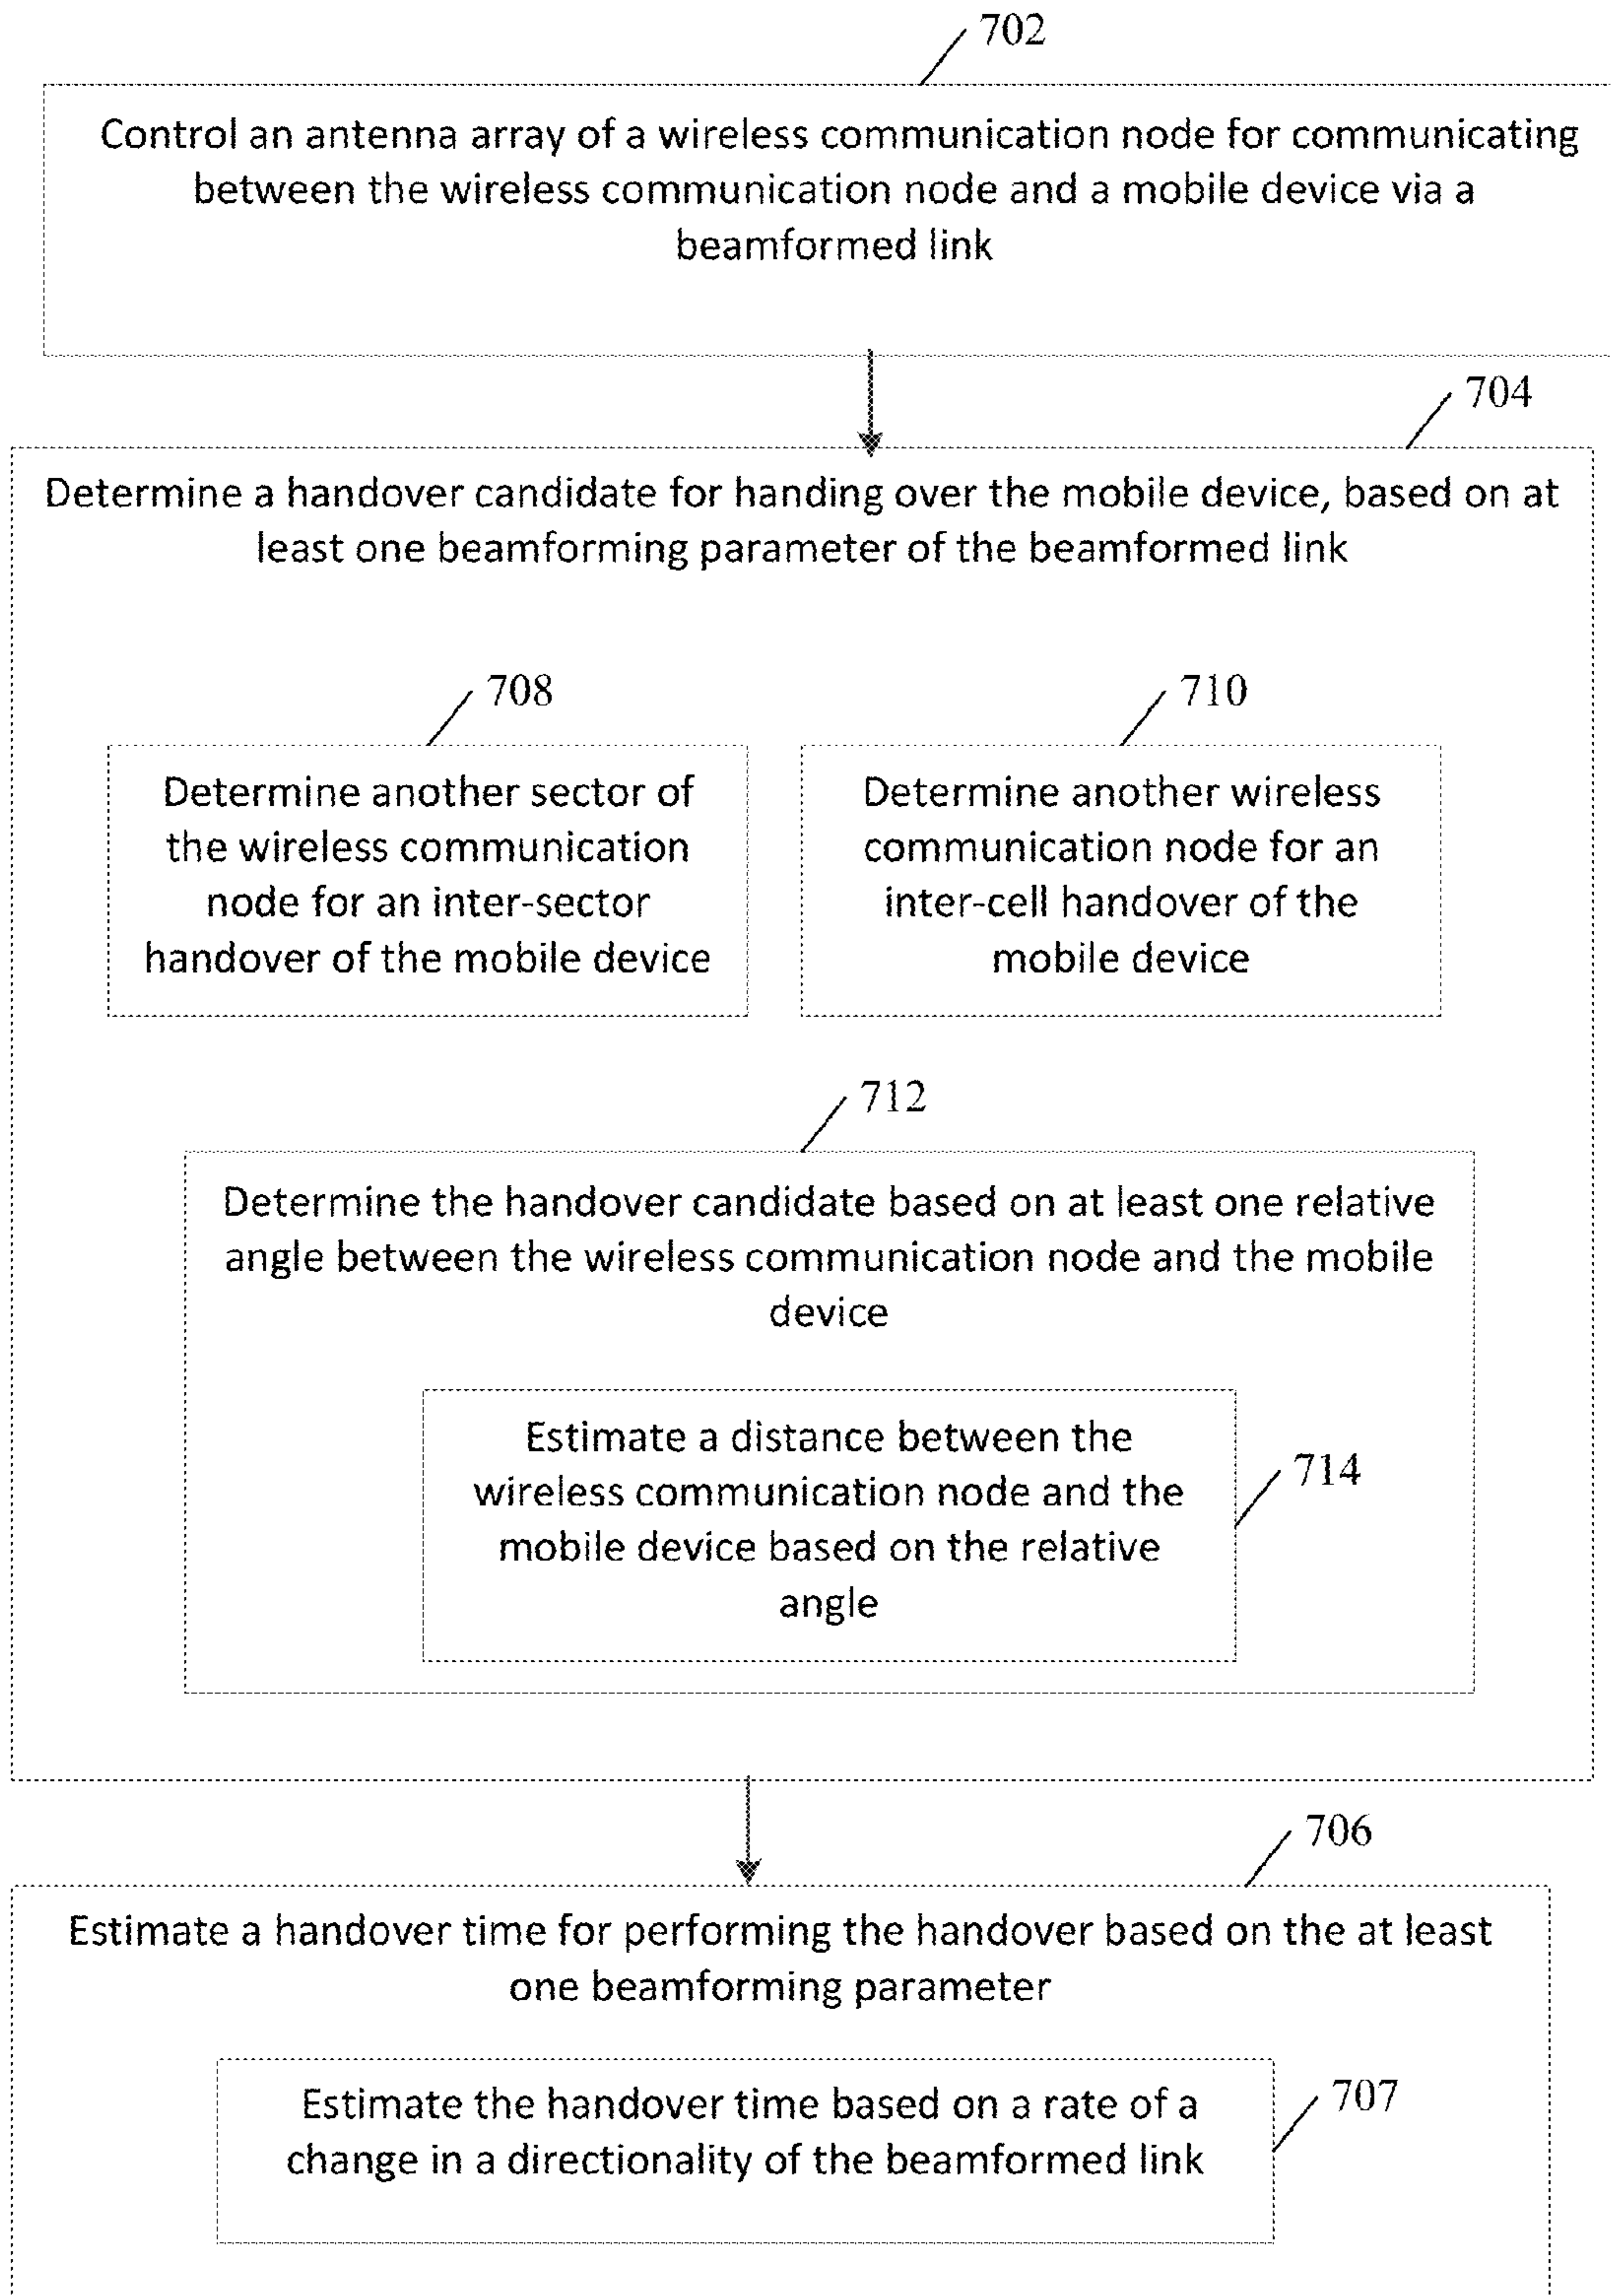 702
Control an antenna array of a wireless communication node for communicating
between the wireless communication node and a mobile device via a
beamformed link
704
Determine a handover candidate for handing over the mobile device, based on at
least one beamforming parameter of the beamformed link
708
Determine another sector of
the wireless communication
node for an inter-sector
handover of the mobile device
710
Determine another wireless
communication node for an
inter-cell handover of the
mobile device
712
Determine the handover candidate based on at least one relative
angle between the wireless communication node and the mobile
device
Estimate a distance between the
wireless communication node and the
mobile device based on the relative
angle
714
706
Estimate a handover time for performing the handover based on the at least
one beamforming parameter
Estimate the handover time based on a rate of a
change in a directionality of the beamformed link
707